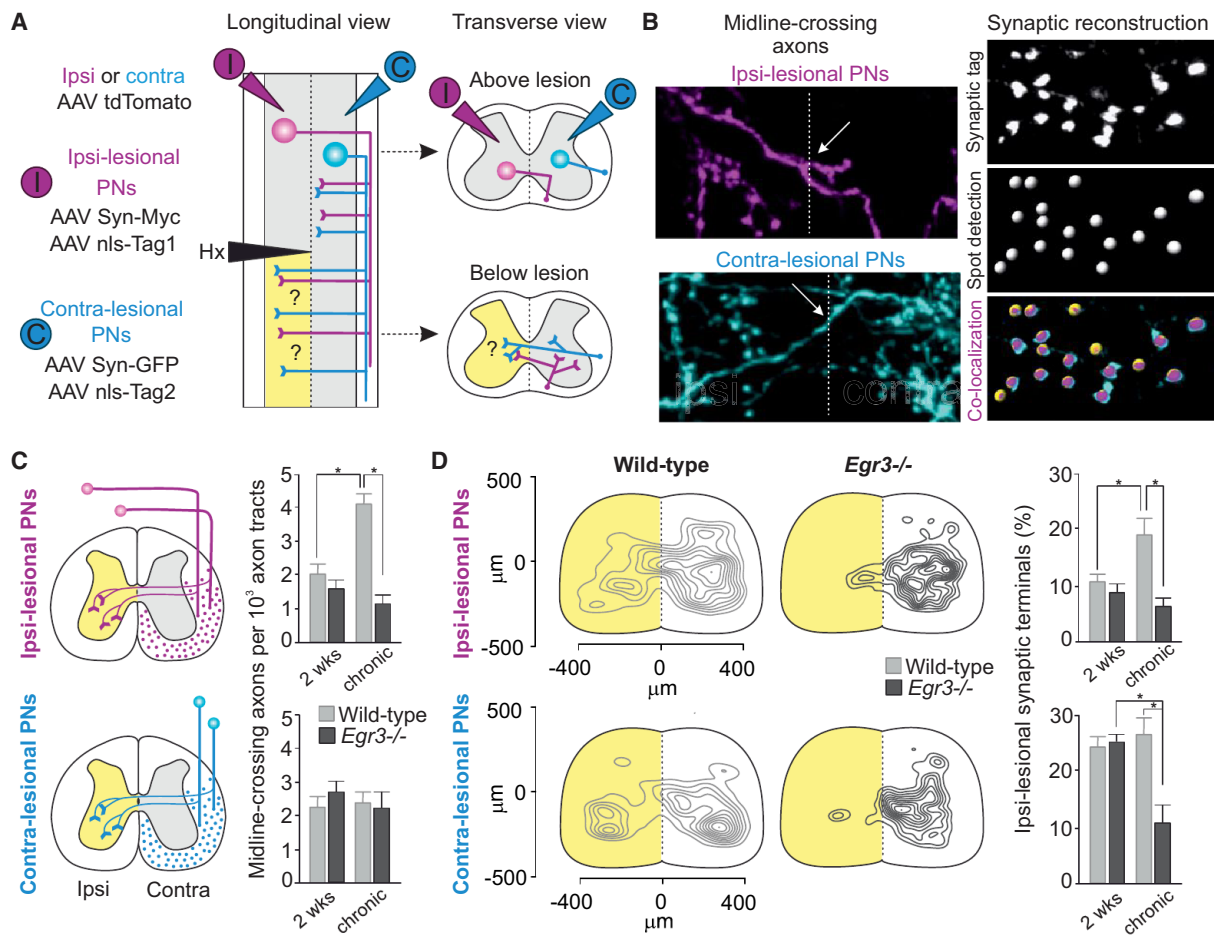 A
Longitudinal view
Transverse view
Ipsi or contra
AAV tdTomato
I
C
Above lesion
I
C
Ipsi-lesional
PNs
I
AAV Syn-Myc
AAV nls-Tag1
Hx
?
?
Below lesion
?
Contra-lesional
PNs
C
AAV Syn-GFP
AAV nls-Tag2
B
Midline-crossing
axons
Ipsi-lesional PNs
Contra-lesional PNs
ipsi
contra
Synaptic reconstruction
Synaptic tag
Spot detection
Co-localization
C
Ipsi-lesional PNs
Contra-lesional PNs
Ipsi
Contra
Midline-crossing axons per 10³ axon tracts
5
4
3
2
1
0
*
*
2 wks
chronic
5
4
3
2
1
0
Wild-type
Egr3-/-
2 wks
chronic
D
Wild-type
Egr3-/-
Ipsi-lesional PNs
500
0
-500
μm
-400
0
400
μm
Wild-type
Egr3-/-
Contra-lesional PNs
500
0
-500
μm
-400
0
400
μm
Ipsi-lesional synaptic terminals (%)
30
20
10
0
*
*
2 wks
chronic
30
20
10
0
*
*
2 wks
chronic